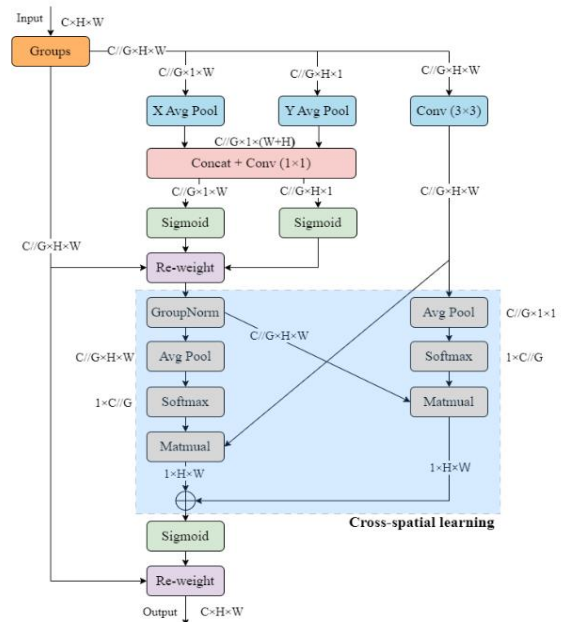 Input
C×H×W
Groups
C//G×H×W
C//G×1×W
C//G×H×1
C//G×H×W
X Avg Pool
Y Avg Pool
Conv (3×3)
C//G×1×(W+H)
Concat + Conv (1×1)
C//G×1×W
C//G×H×1
C//G×H×W
Sigmoid
Sigmoid
C//G×H×W
Re-weight
GroupNorm
Avg Pool
C//G×1×1
C//G×H×W
C//G×H×W
Avg Pool
Softmax
1×C//G
1×C//G
Softmax
Matmual
Matmual
1×H×W
1×H×W
Cross-spatial learning
Sigmoid
Re-weight
Output
C×H×W